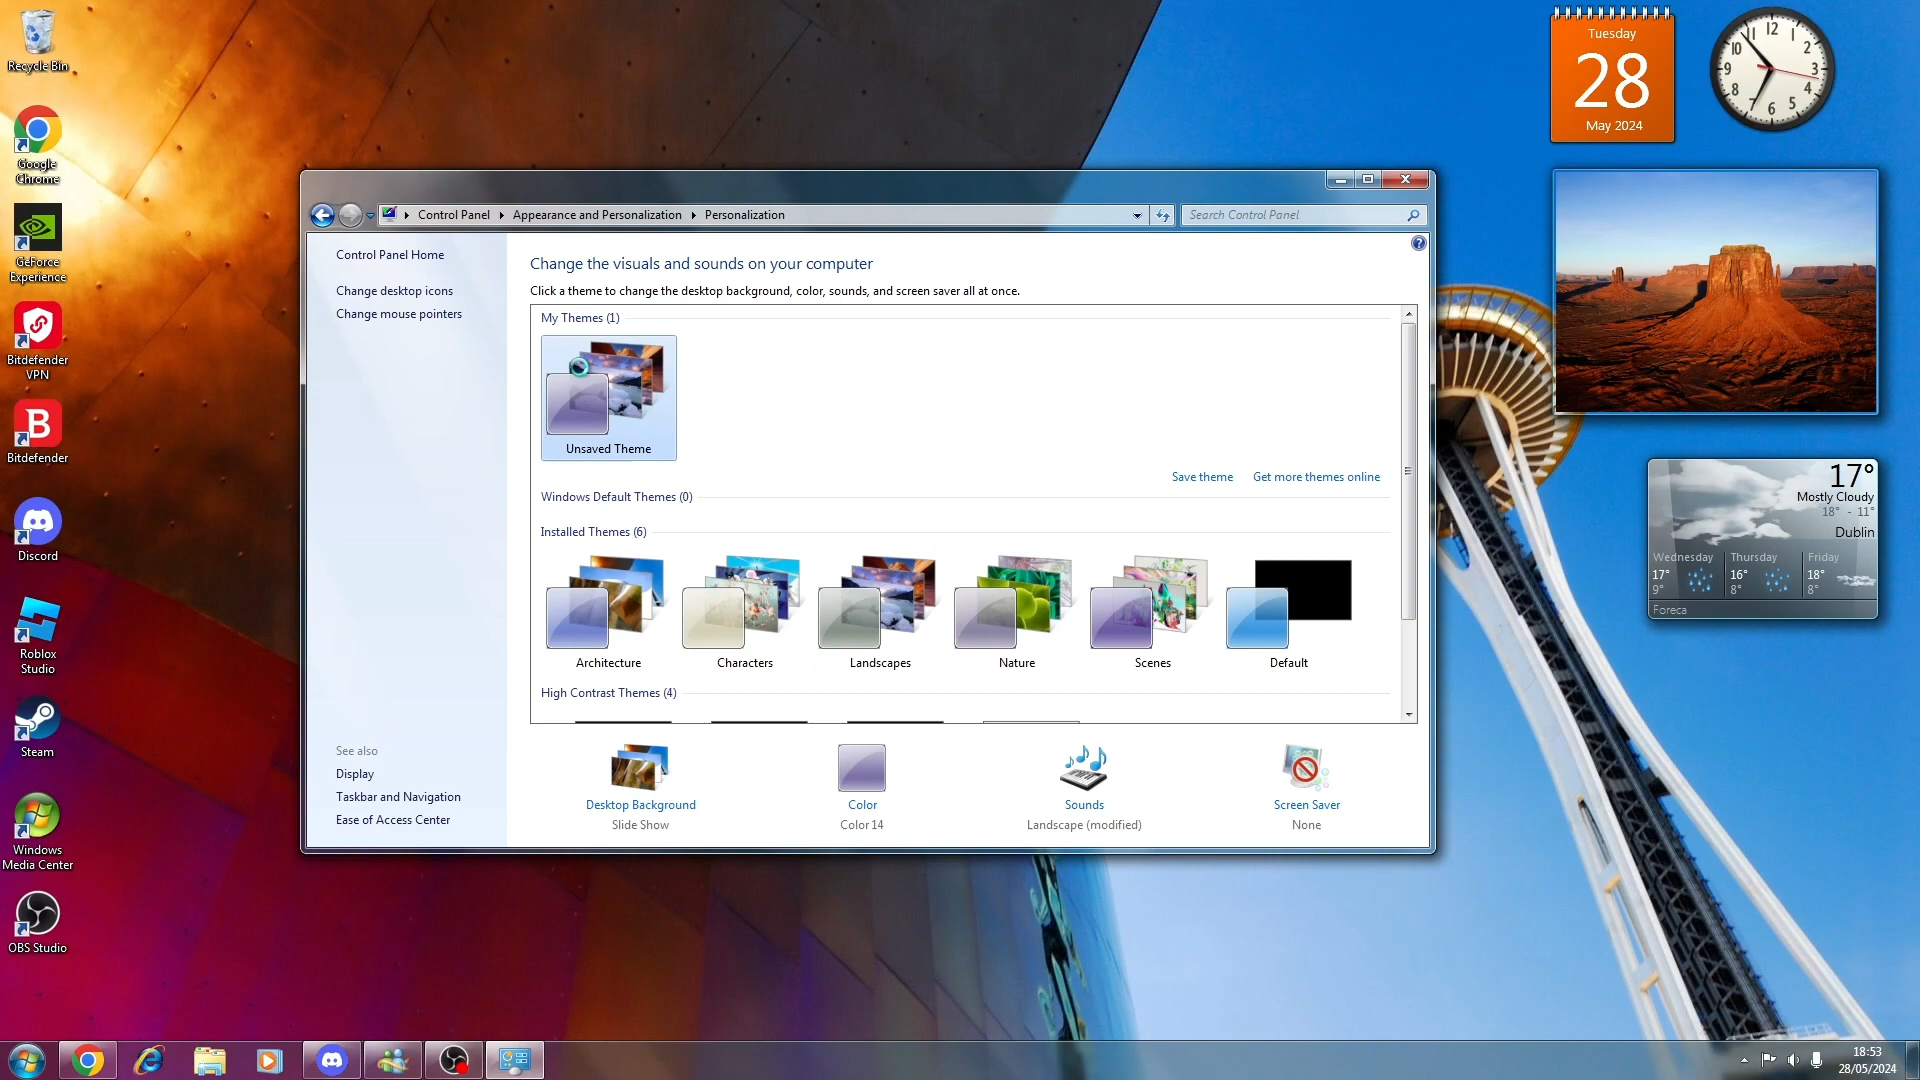 Recycle Bin
Google
Chrome
GeForce
Experience
Bitdefender
VPN
Bitdefender
Discord
Roblox
Studio
Steam
Windows
Media Center
OBS Studio
Control Panel
Appearance and Personalization
Personalization
Search Control Panel
Control Panel Home
Change desktop icons
Change mouse pointers
See also
Display
Taskbar and Navigation
Ease of Access Center
Change the visuals and sounds on your computer
Click a theme to change the desktop background, color, sounds, and screen saver all at once.
My Themes (1)
Unsaved Theme
Save theme
Get more themes online
Windows Default Themes (0)
Installed Themes (6)
Architecture
Characters
Landscapes
Nature
Scenes
Default
High Contrast Themes (4)
Desktop Background
Slide Show
Color
Color 14
Sounds
Landscape (modified)
Screen Saver
None
Tuesday
28
May 2024
12
1
2
3
4
5
6
7
8
9
10
11
17°
Mostly Cloudy
18° - 11°
Dublin
Wednesday
17°
9°
Thursday
16°
8°
Friday
18°
8°
Foreca
18:53
28/05/2024